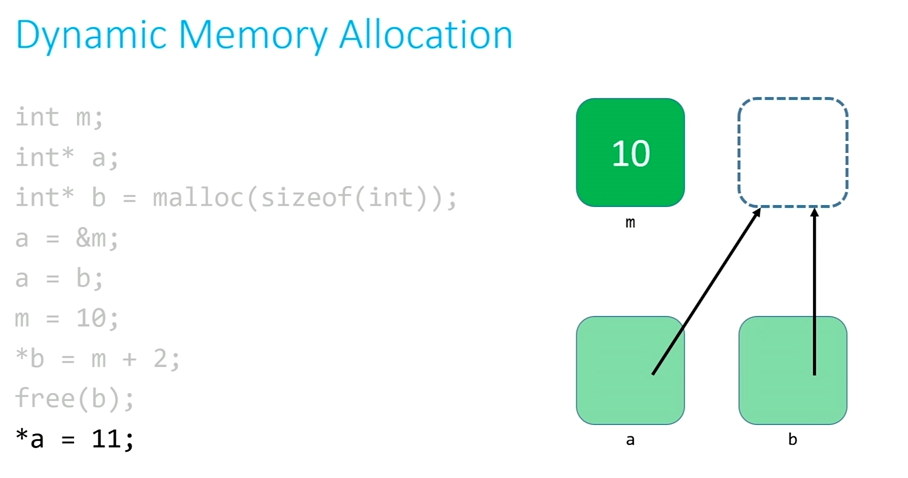 Dynamic Memory Allocation
int m;
int* a;
int* b = malloc(sizeof(int));
a = &m;
a = b;
m = 10;
*b = m + 2;
free(b);
*a = 11;
10
m
a
b